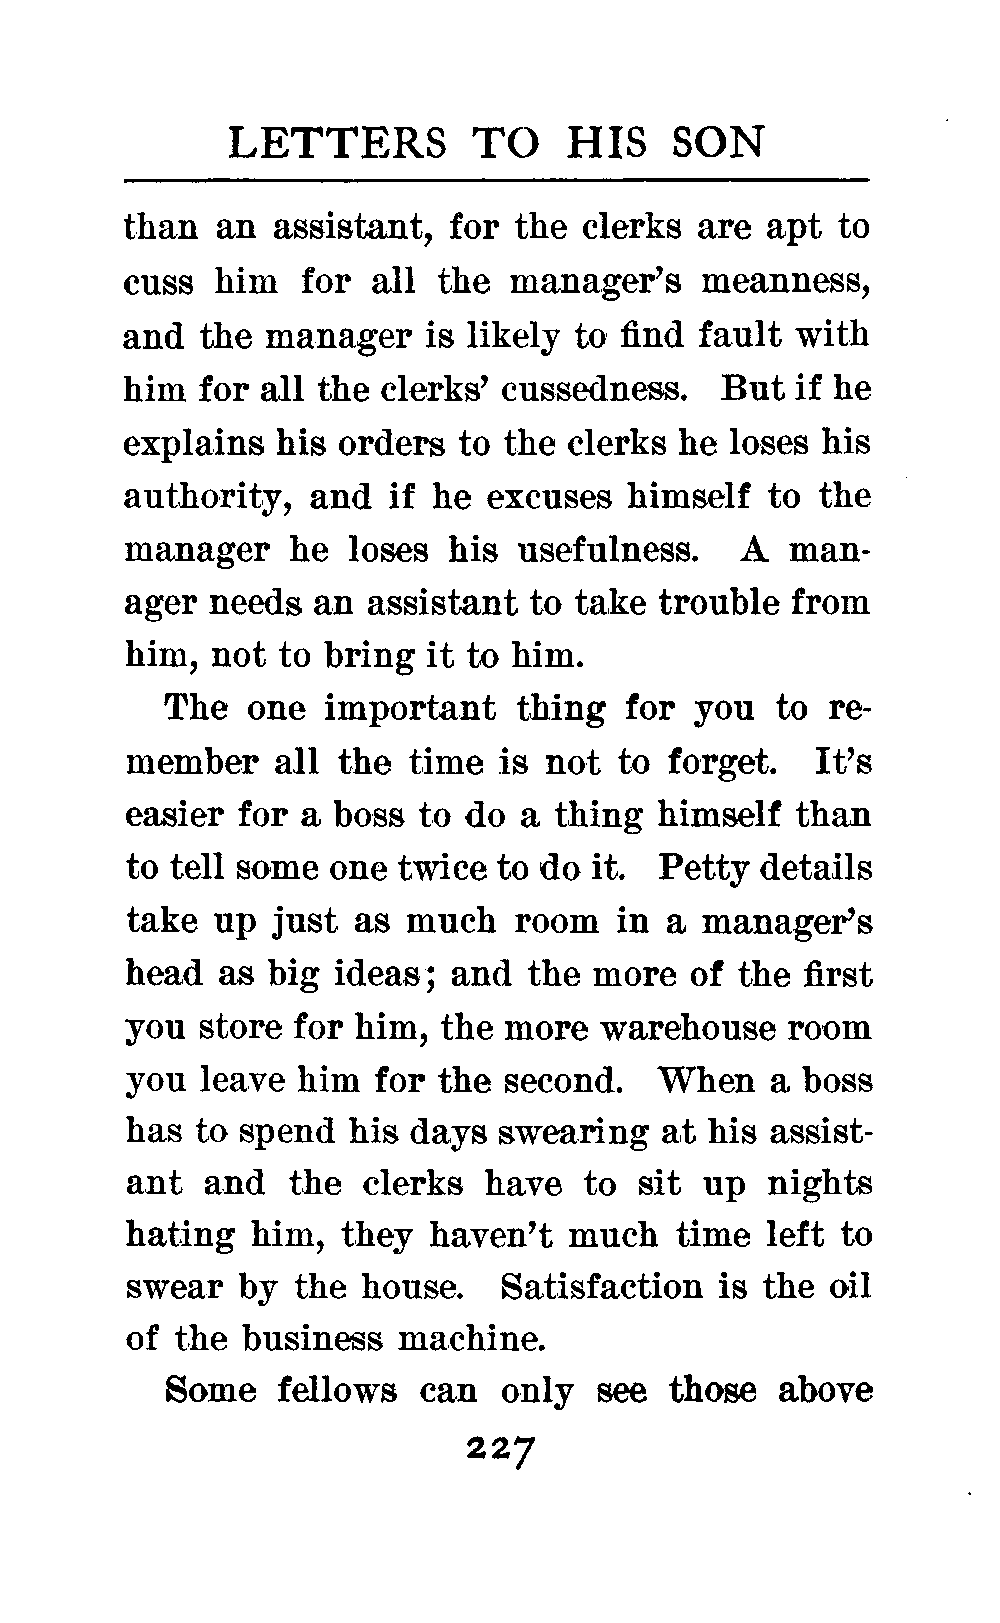 LETTERS TO HIS SON
than an assistant, for the clerks are apt to
cuss him for all the manager's meanness,
and the manager is likely to find fault with
him for all the clerks' cussedness. But if he
explains his orders to the clerks he loses his
authority, and if he excuses himself to the
manager he loses his usefulness. A man-
ager needs an assistant to take trouble from
him, not to bring it to him.
The one important thing for you to re-
member all the time is not to forget. It's
easier for a boss to do a thing himself than
to tell some one twice to do it. Petty details
take up just as much room in a manager's
head as big ideas; and the more of the first
you store for him, the more warehouse room
you leave him for the second. When a boss
has to spend his days swearing at his assist-
ant and the clerks have to sit up nights
hating him, they haven't much time left to
swear by the house. Satisfaction is the oil
of the business machine.
Some fellows can only see those above
227